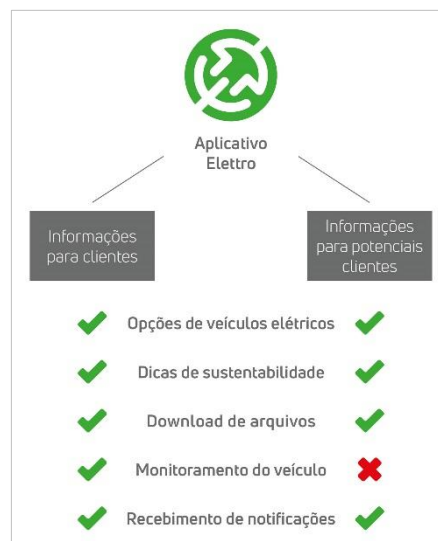 Aplicativo
Elettro
Informações
para clientes
Informações
para potenciais
clientes
Opções de veículos elétricos
Dicas de sustentabilidade
Download de arquivos
Monitoramento do veículo
Recebimento de notificações